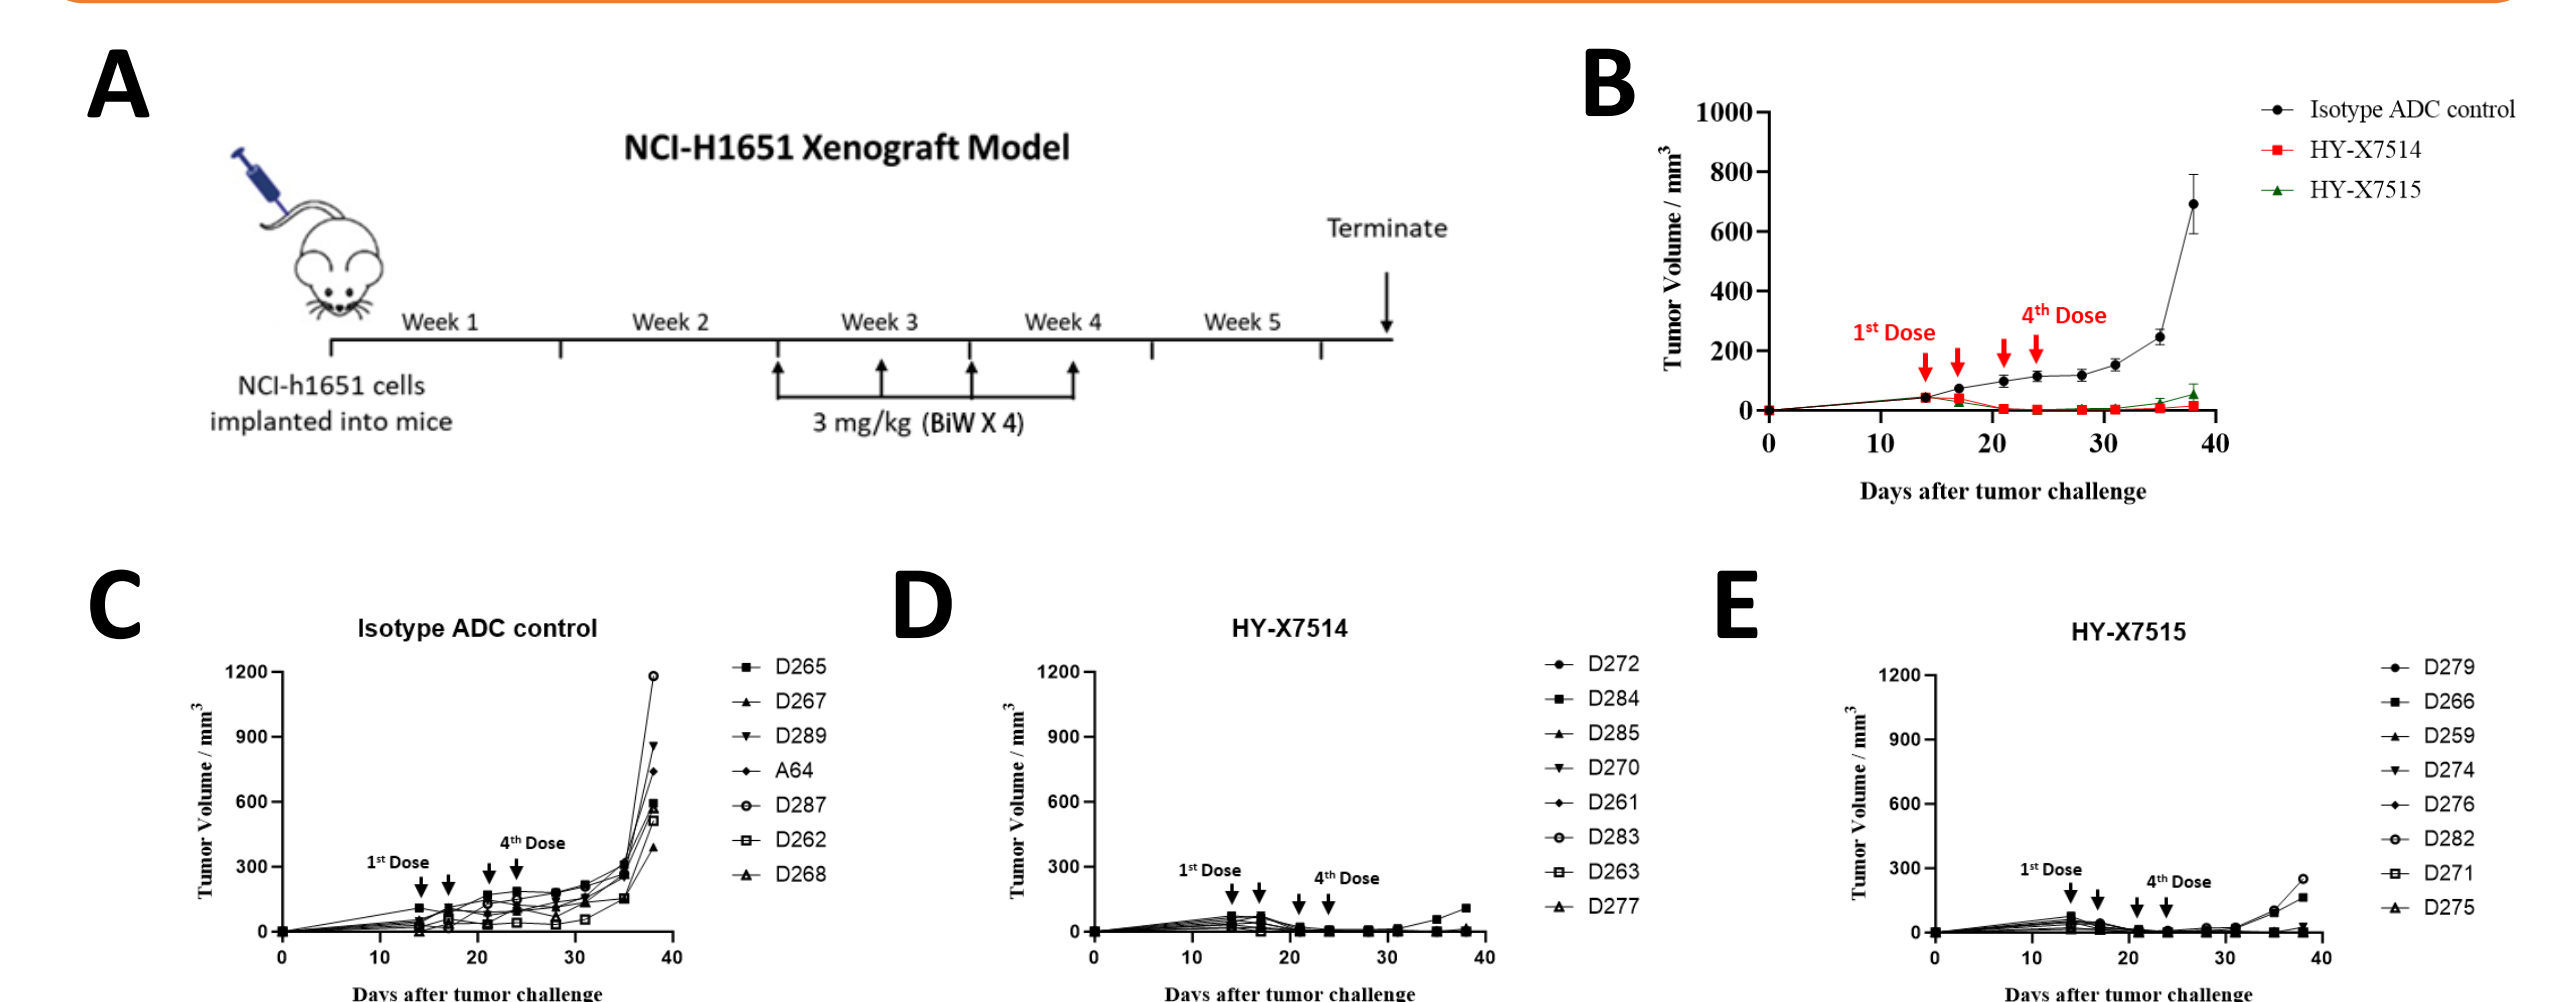 A
NCI-H1651 Xenograft Model
Terminate
Week 1
Week 2
Week 3
Week 4
Week 5
NCI-h1651 cells
implanted into mice
3 mg/kg (BiW X 4)
B
Tumor Volume / mm³
1000
800
600
400
200
0
0
10
20
30
40
Days after tumor challenge
1st Dose
4th Dose
Isotype ADC control
HY-X7514
HY-X7515
C
Isotype ADC control
Tumor Volume / mm³
1200
900
600
300
0
0
10
20
30
40
Days after tumor challenge
1st Dose
4th Dose
D265
D267
D289
A64
D287
D262
D268
D
HY-X7514
Tumor Volume / mm³
1200
900
600
300
0
0
10
20
30
40
Days after tumor challenge
1st Dose
4th Dose
D272
D284
D285
D270
D261
D283
D263
D277
E
HY-X7515
Tumor Volume / mm³
1200
900
600
300
0
0
10
20
30
40
Days after tumor challenge
1st Dose
4th Dose
D279
D266
D259
D274
D276
D282
D271
D275